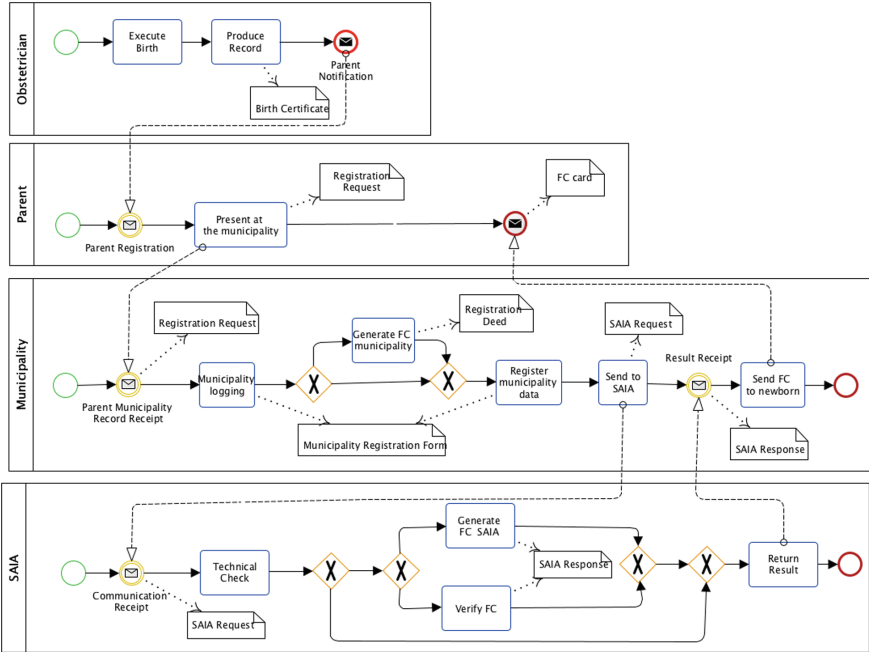 Obstetrician
Execute
Birth
Produce
Record
Parent
Notification
Birth Certificate
Parent
Parent Registration
Present at
the municipality
Registration
Request
FC card
Municipality
Parent Municipality
Record Receipt
Registration Request
Municipality
logging
Generate FC
municipality
Registration
Deed
Municipality Registration Form
Register
municipality
data
SAIA Request
Send to
SAIA
Result Receipt
Send FC
to newborn
SAIA Response
SAIA
Communication
Receipt
SAIA Request
Technical
Check
Generate
FC SAIA
SAIA Response
Verify FC
Return
Result